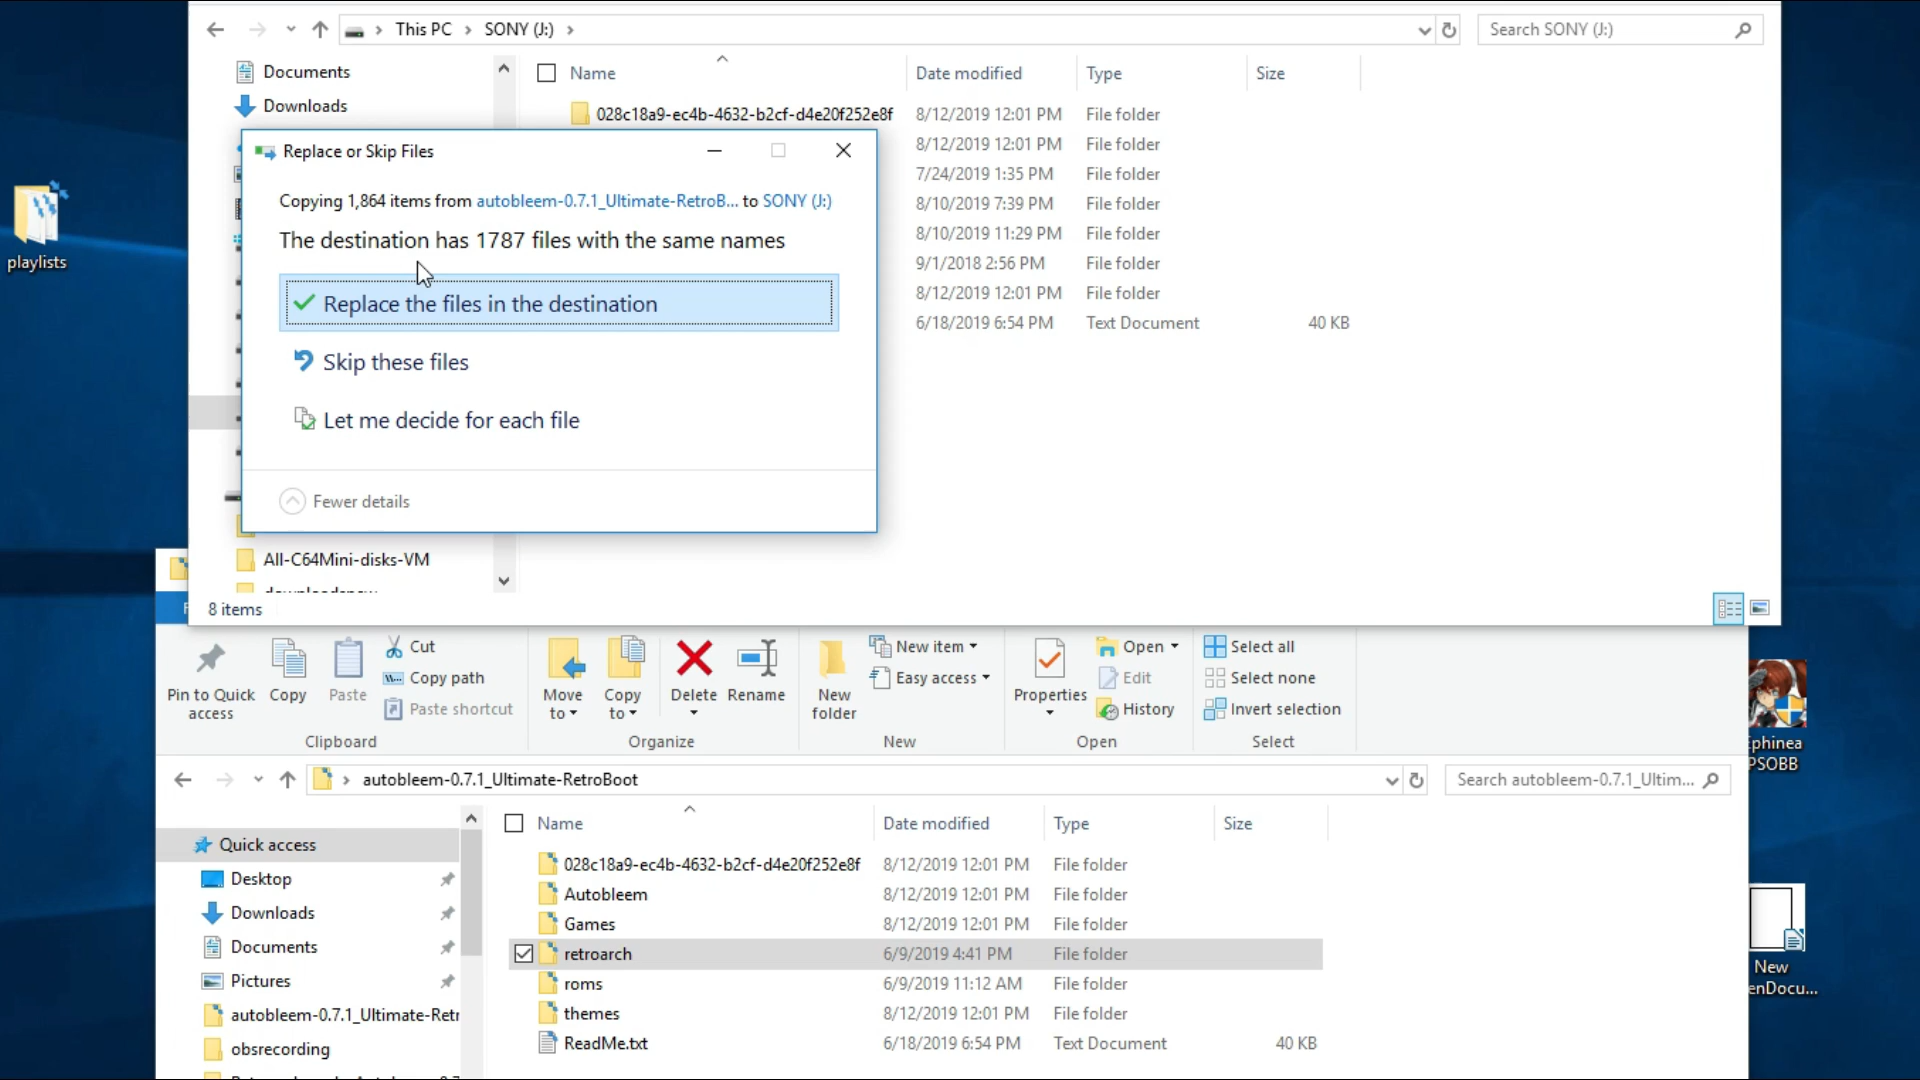 This PC
SONY (J:)
Search SONY (J:)
Documents
Downloads
Name
Date modified
Type
Size
028c18a9-ec4b-4632-b2cf-d4e20f252e8f
8/12/2019 12:01 PM
File folder
8/12/2019 12:01 PM
File folder
7/24/2019 1:35 PM
File folder
8/10/2019 7:39 PM
File folder
8/10/2019 11:29 PM
File folder
9/1/2018 2:56 PM
File folder
8/12/2019 12:01 PM
File folder
6/18/2019 6:54 PM
Text Document
40 KB
playlists
Replace or Skip Files
Copying 1,864 items from autobleem-0.7.1_Ultimate-RetroB... to SONY (J:)
The destination has 1787 files with the same names
Replace the files in the destination
Skip these files
Let me decide for each file
Fewer details
All-C64Mini-disks-VM
8 items
Pin to Quick access
Copy
Paste
Cut
Copy path
Paste shortcut
Clipboard
Move to
Copy to
Delete
Rename
Organize
New folder
New item
Easy access
New
Properties
Open
Edit
History
Open
Select all
Select none
Invert selection
Select
autobleem-0.7.1_Ultimate-RetroBoot
Search autobleem-0.7.1_Ultim...
Quick access
Desktop
Downloads
Documents
Pictures
autobleem-0.7.1_Ultimate-Retr
obsrecording
Name
Date modified
Type
Size
028c18a9-ec4b-4632-b2cf-d4e20f252e8f
8/12/2019 12:01 PM
File folder
Autobleem
8/12/2019 12:01 PM
File folder
Games
8/12/2019 12:01 PM
File folder
retroarch
6/9/2019 4:41 PM
File folder
roms
6/9/2019 11:12 AM
File folder
themes
8/12/2019 12:01 PM
File folder
ReadMe.txt
6/18/2019 6:54 PM
Text Document
40 KB
Ephinea
PSOBB
New
enDocu...